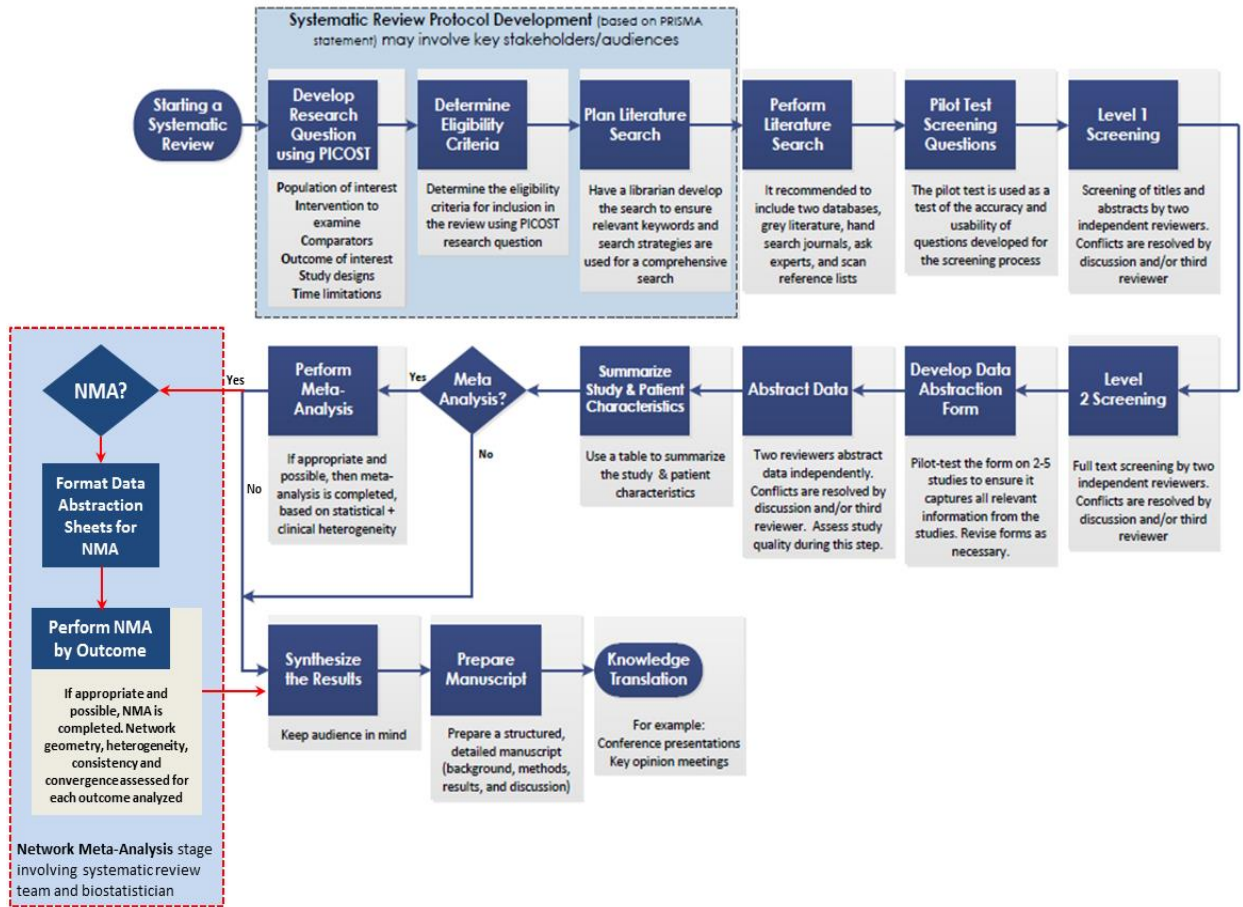 Systematic Review Protocol Development (based on PRISMA
statement) may involve key stakeholders/audiences
Starting a
Systematic
Review
Develop
Research
Question
using PICOST
Population of interest
Intervention to
examine
Comparators
Outcome of interest
Study designs
Time limitations
Determine
Eligibility
Criteria
Determine the eligibility
criteria for inclusion in
the review using PICOST
research question
Plan Literature
Search
Have a librarian develop
the search to ensure
relevant keywords and
search strategies are
used for a comprehensive
search
Perform
Literature
Search
It recommended to
include two databases,
grey literature, hand
search journals, ask
experts, and scan
reference lists
Pilot Test
Screening
Questions
The pilot test is used as a
test of the accuracy and
usability of
questions developed for
the screening process
Level 1
Screening
Screening of titles and
abstracts by two
independent reviewers.
Conflicts are resolved by
discussion and/or third
reviewer
Level
2 Screening
Full text screening by two
independent reviewers.
Conflicts are resolved by
discussion and/or third
reviewer
Develop Data
Abstraction
Form
Pilot-test the form on 2-5
studies to ensure it
captures all relevant
information from the
studies. Revise forms as
necessary.
Abstract Data
Two reviewers abstract
data independently.
Conflicts are resolved by
discussion and/or third
reviewer. Assess study
quality during this step.
Summarize
Study & Patient
Characteristics
Use a table to summarize
the study & patient
characteristics
Meta
Analysis?
Yes
No
Perform
Meta-
Analysis
If appropriate and
possible, then meta-
analysis is completed,
based on statistical +
clinical heterogeneity
Yes
No
NMA?
Format Data
Abstraction
Sheets for
NMA
Perform NMA
by Outcome
If appropriate and
possible, NMA is
completed. Network
geometry, heterogeneity,
consistency and
convergence assessed for
each outcome analyzed
Network Meta-Analysis stage
involving systematic review
team and biostatistician
Synthesize
the Results
Keep audience in mind
Prepare
Manuscript
Prepare a structured,
detailed manuscript
(background, methods,
results, and discussion)
Knowledge
Translation
For example:
Conference presentations
Key opinion meetings